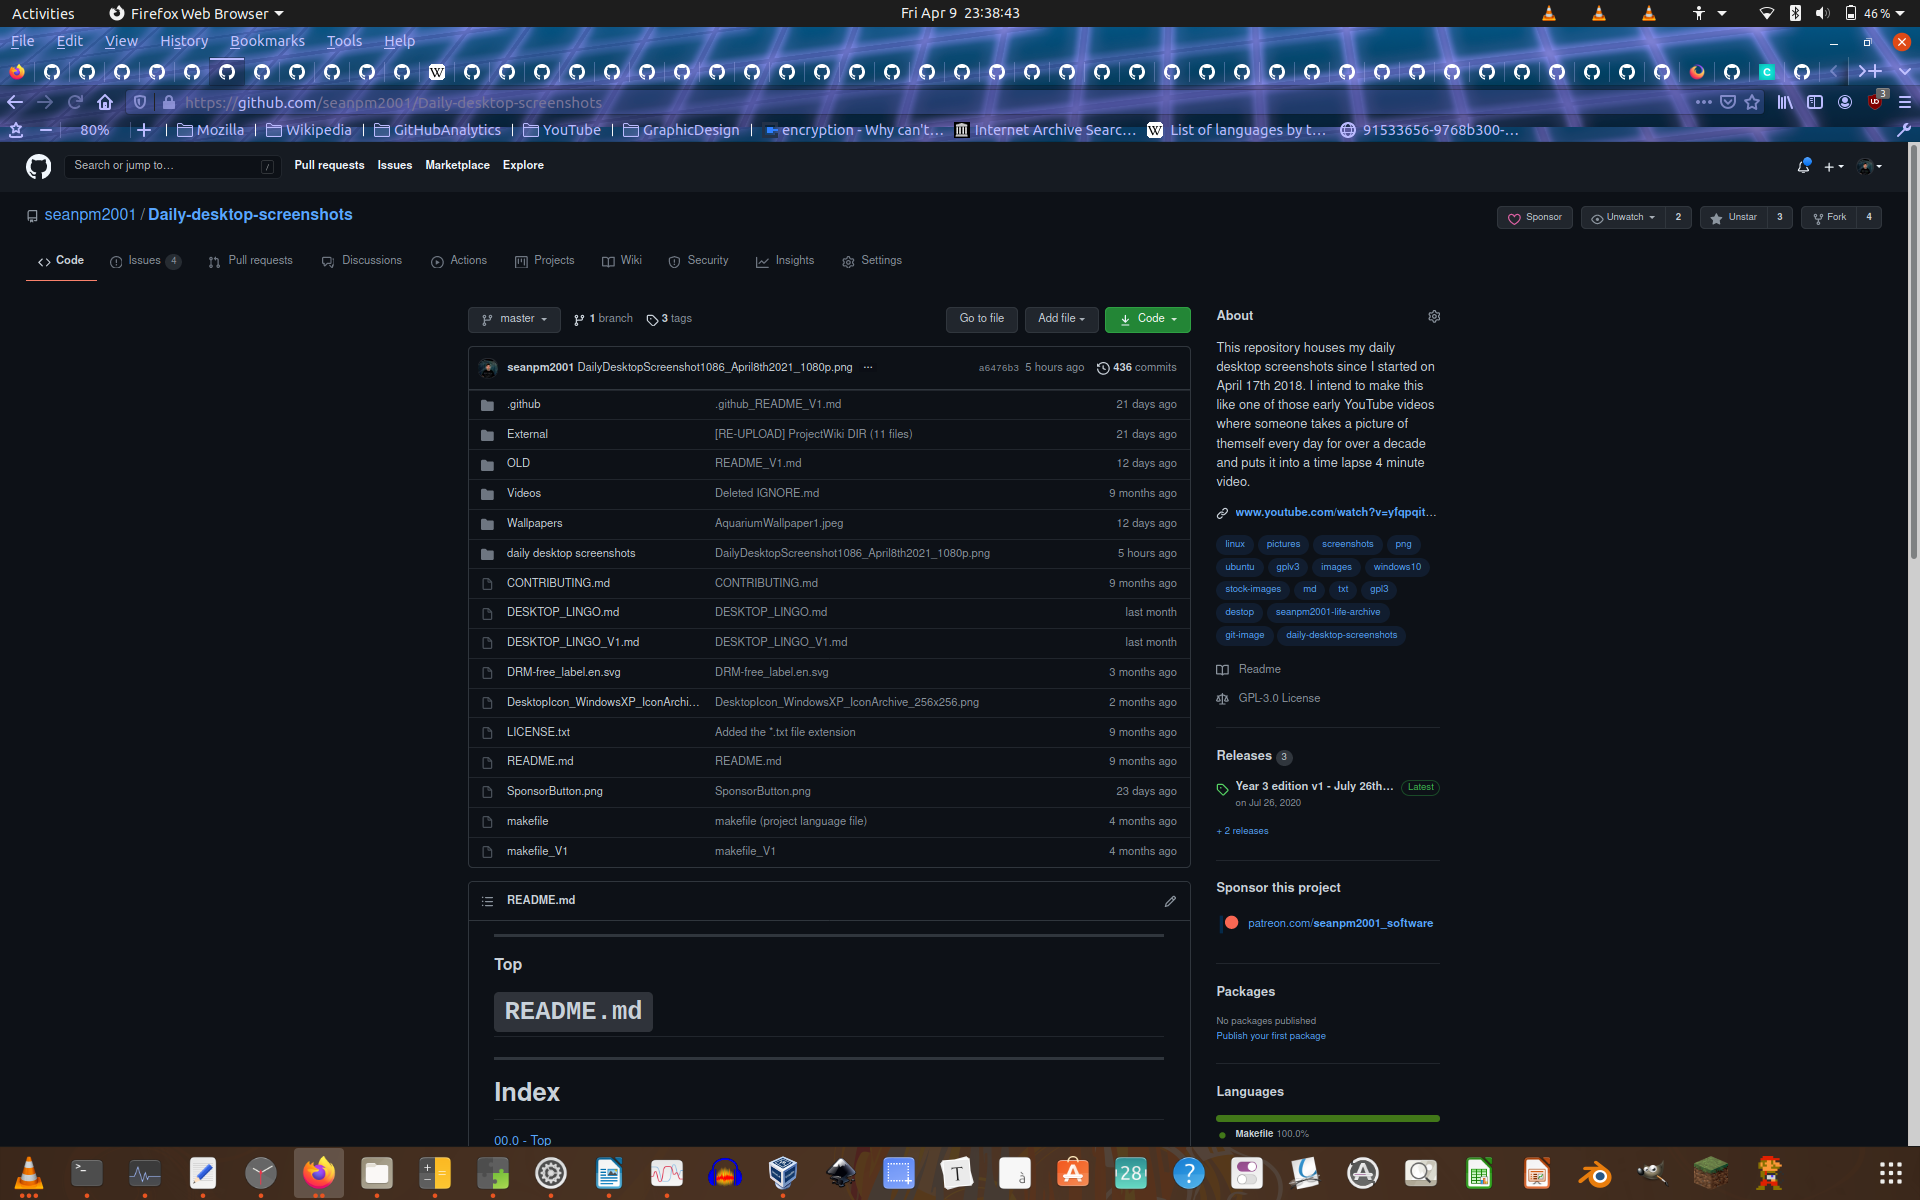 Activities Firefox Web Browser Fri Apr 9 23:38:43 46 %
File Edit View History Bookmarks Tools Help
https://github.com/seanpm2001/Daily-desktop-screenshots 3
80% Mozilla Wikipedia GitHubAnalytics YouTube GraphicDesign encryption - Why can't… Internet Archive Searc… List of languages by t… 91533656-9768b300-…
Search or jump to… / Pull requests Issues Marketplace Explore
seanpm2001 / Daily-desktop-screenshots Sponsor Unwatch 2 Unstar 3 Fork 4
Code Issues 4 Pull requests Discussions Actions Projects Wiki Security Insights Settings
master 1 branch 3 tags Go to file Add file Code
seanpm2001 DailyDesktopScreenshot1086_April8th2021_1080p.png ··· a6476b3 5 hours ago 436 commits
.github .github_README_V1.md 21 days ago
External [RE-UPLOAD] ProjectWiki DIR (11 files) 21 days ago
OLD README_V1.md 12 days ago
Videos Deleted IGNORE.md 9 months ago
Wallpapers AquariumWallpaper1.jpeg 12 days ago
daily desktop screenshots DailyDesktopScreenshot1086_April8th2021_1080p.png 5 hours ago
CONTRIBUTING.md CONTRIBUTING.md 9 months ago
DESKTOP_LINGO.md DESKTOP_LINGO.md last month
DESKTOP_LINGO_V1.md DESKTOP_LINGO_V1.md last month
DRM-free_label.en.svg DRM-free_label.en.svg 3 months ago
DesktopIcon_WindowsXP_IconArchi… DesktopIcon_WindowsXP_IconArchive_256x256.png 2 months ago
LICENSE.txt Added the *.txt file extension 9 months ago
README.md README.md 9 months ago
SponsorButton.png SponsorButton.png 23 days ago
makefile makefile (project language file) 4 months ago
makefile_V1 makefile_V1 4 months ago
README.md
Top
README.md
Index
00.0 - Top
About
This repository houses my daily
desktop screenshots since I started on
April 17th 2018. I intend to make this
like one of those early YouTube videos
where someone takes a picture of
themself every day for over a decade
and puts it into a time lapse 4 minute
video.
www.youtube.com/watch?v=yfqpqit…
linux pictures screenshots png
ubuntu gplv3 images windows10
stock-images md txt gpl3
destop seanpm2001-life-archive
git-image daily-desktop-screenshots
Readme
GPL-3.0 License
Releases 3
Year 3 edition v1 - July 26th… Latest
on Jul 26, 2020
+ 2 releases
Sponsor this project
patreon.com/seanpm2001_software
Packages
No packages published
Publish your first package
Languages
Makefile 100.0%